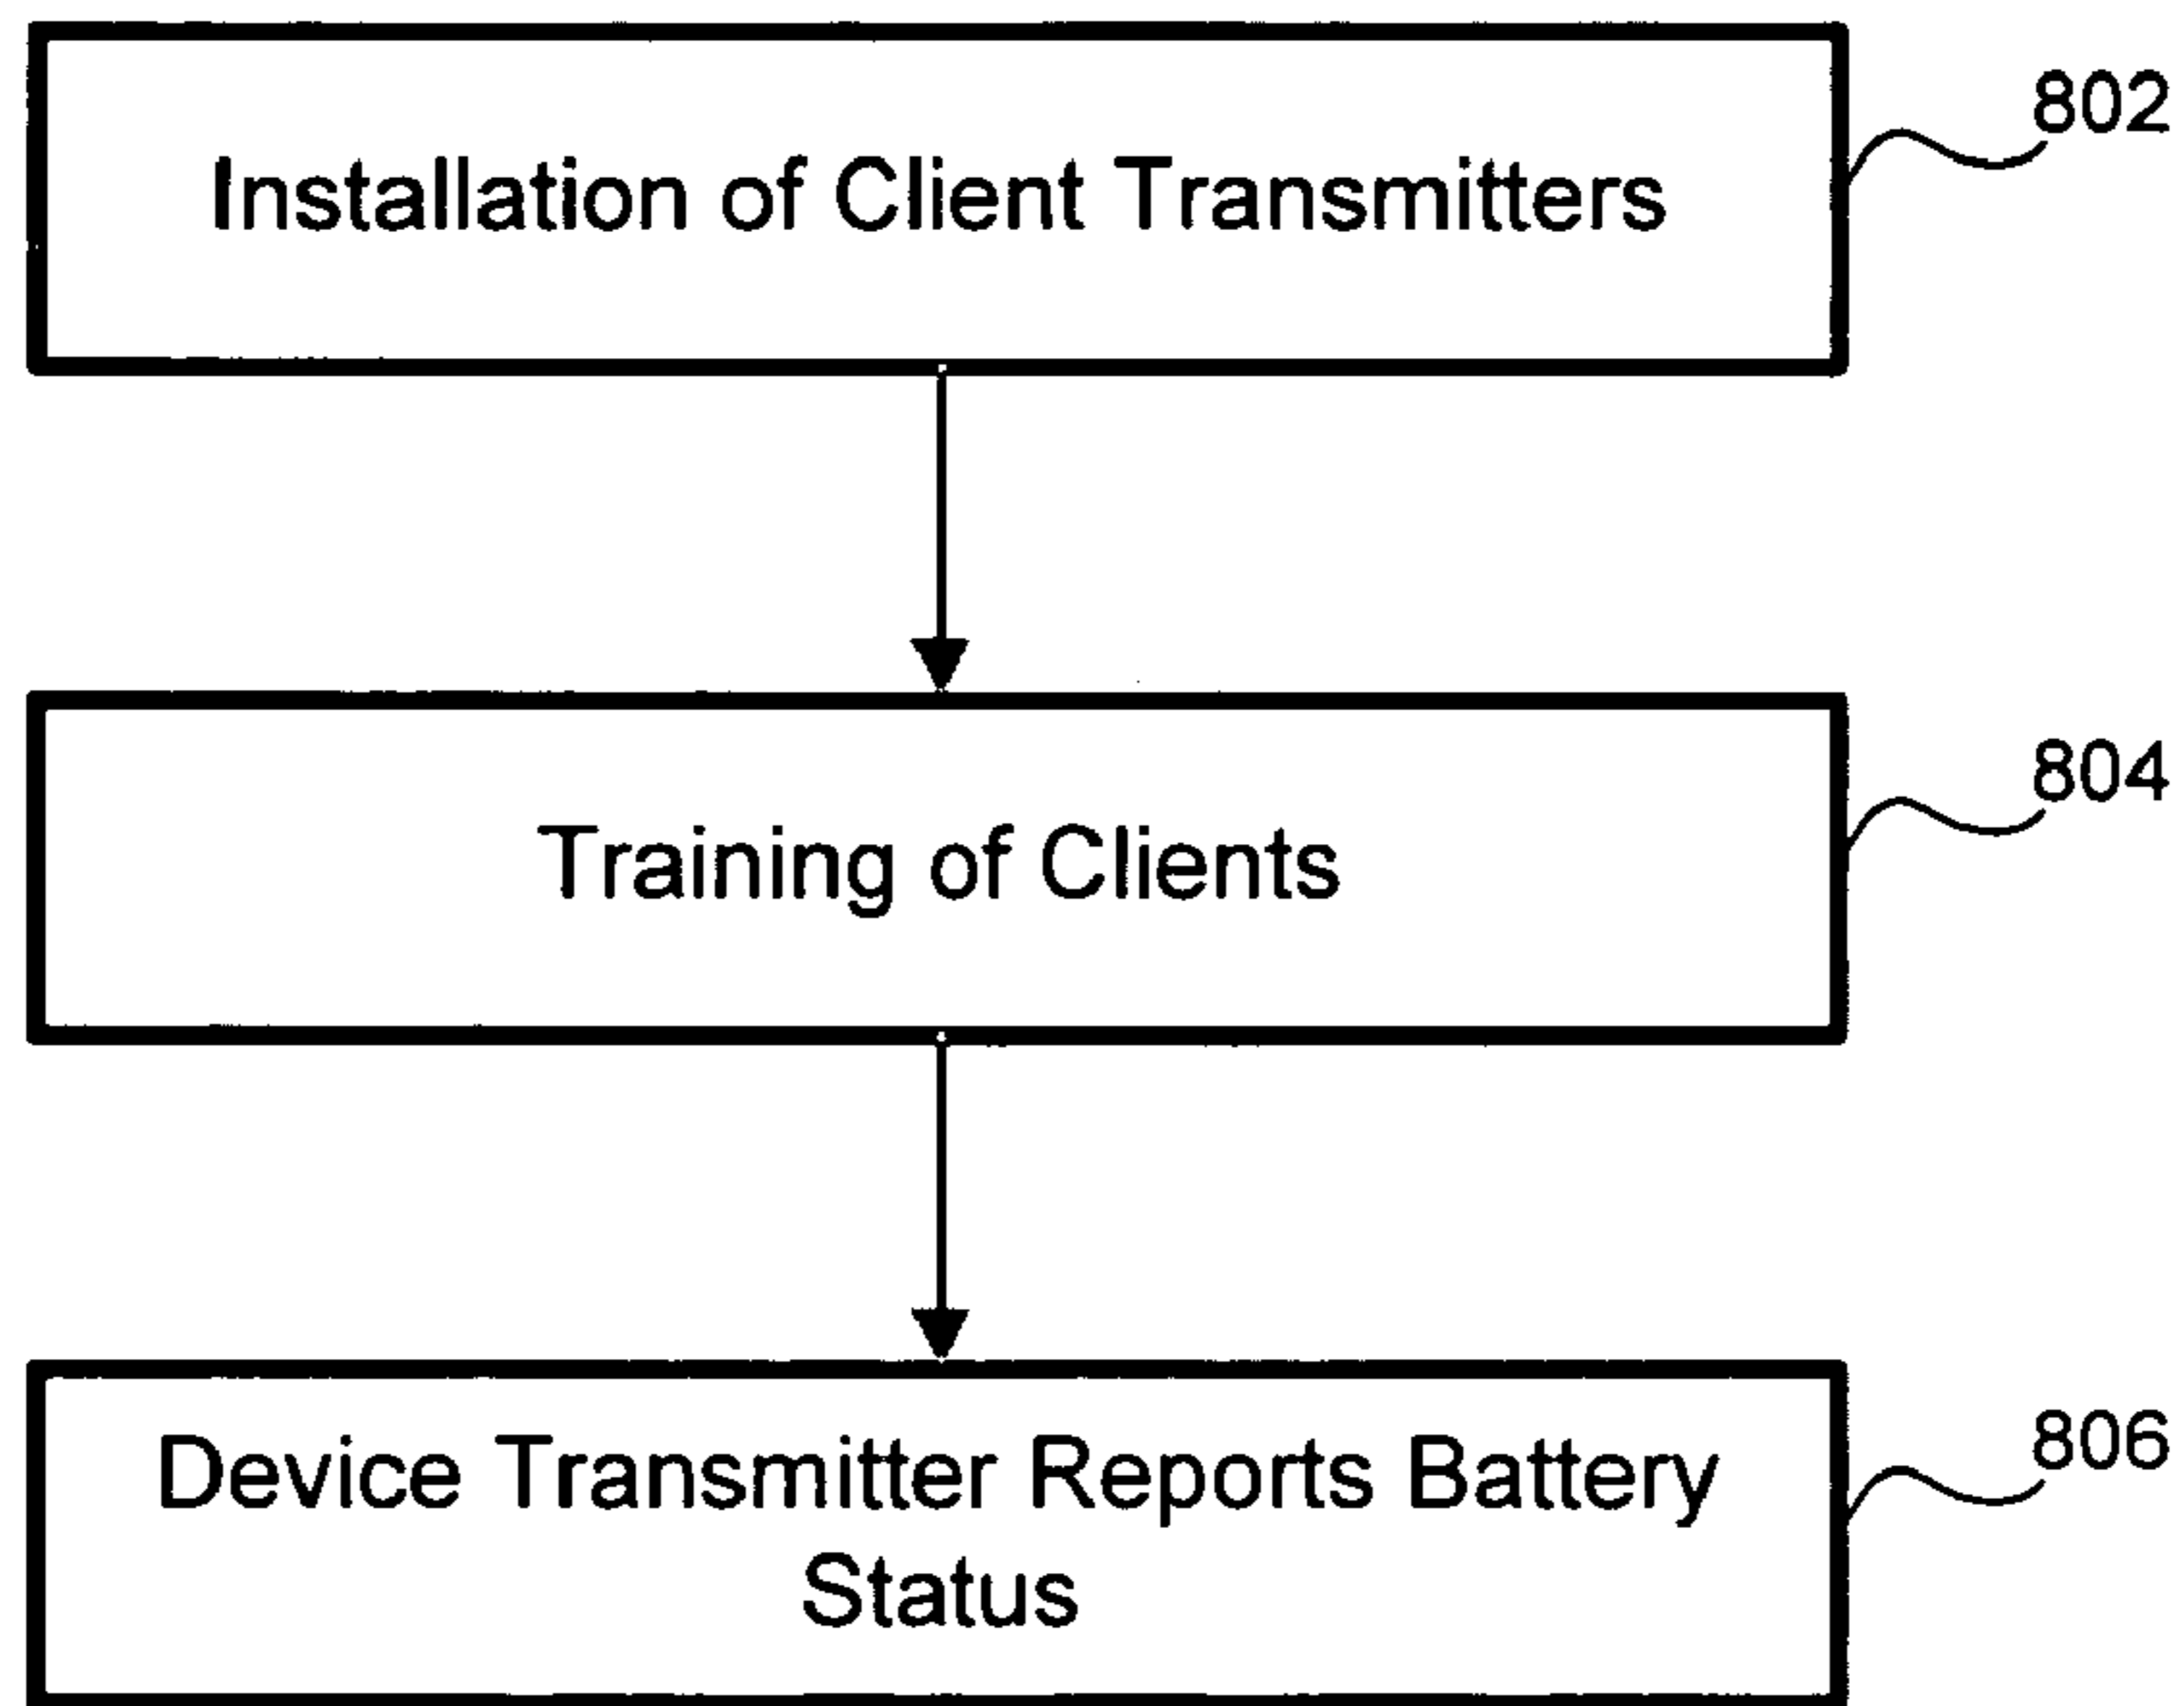 802
Installation of Client Transmitters
804
Training of Clients
806
Device Transmitter Reports Battery
Status